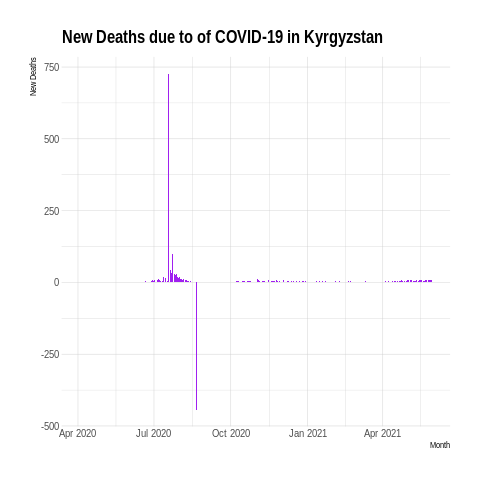 New Deaths due to of COVID-19 in Kyrgyzstan
New Deaths
750
500
250
0
-250
-500
Apr 2020 Jul 2020 Oct 2020 Jan 2021 Apr 2021
Month